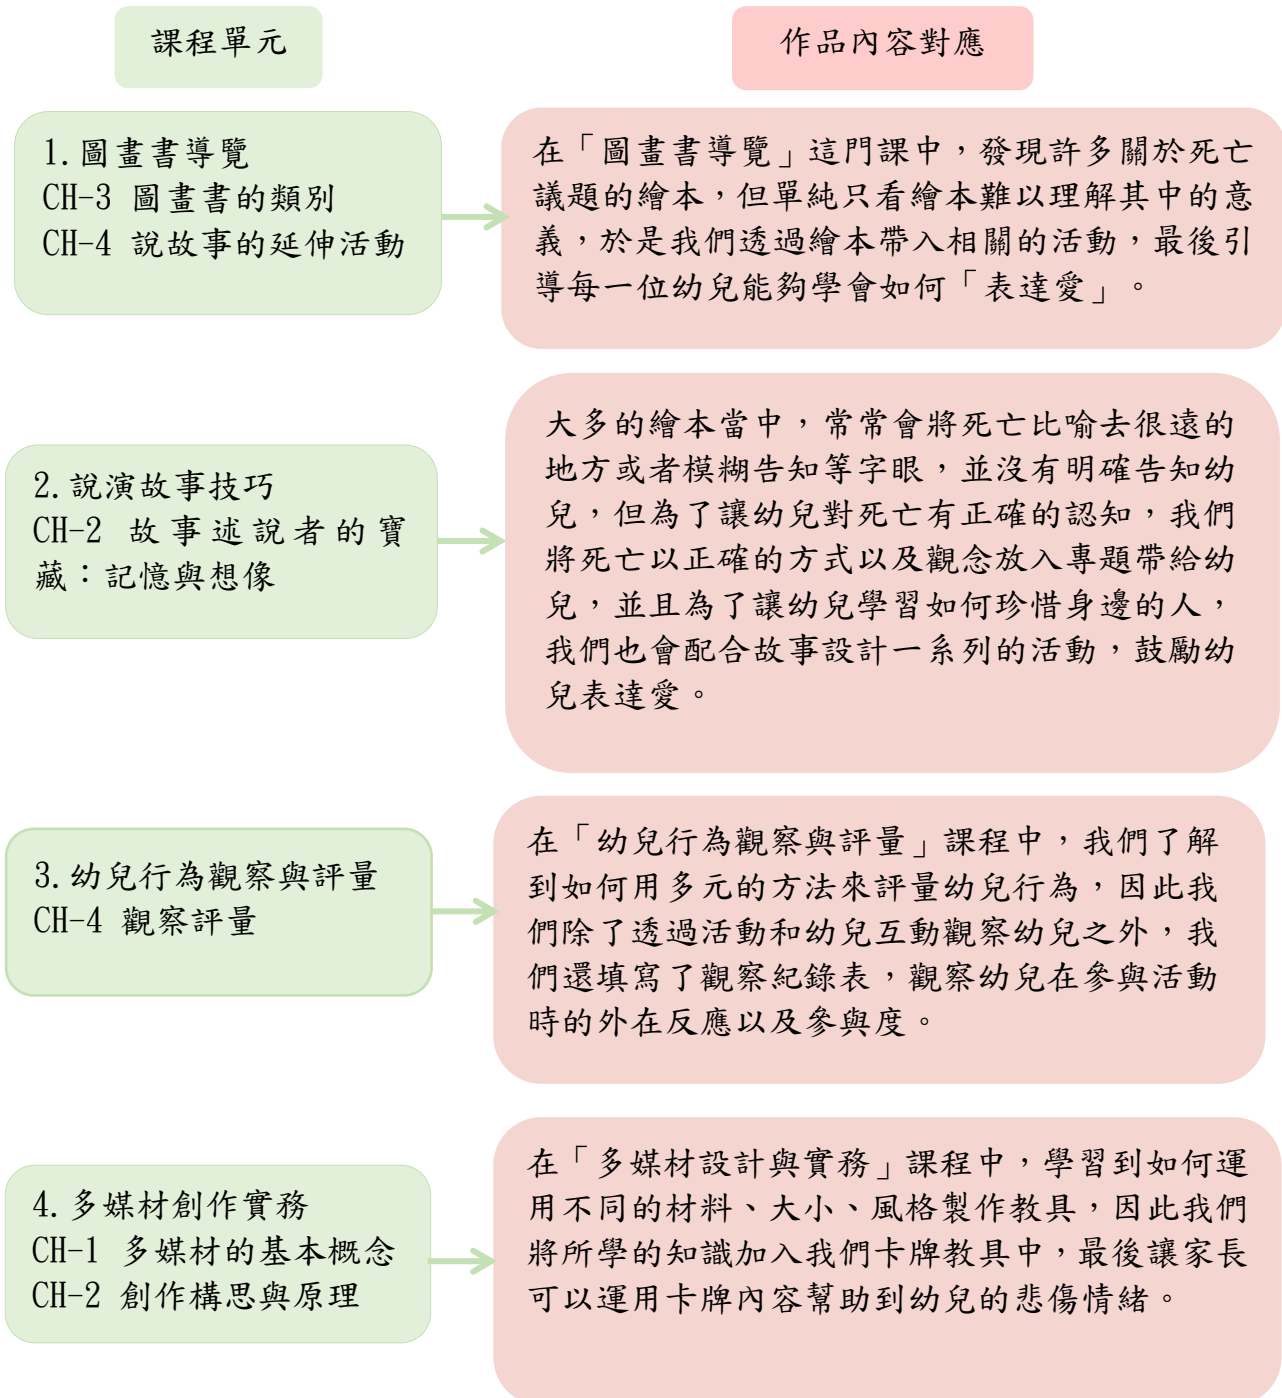 課程單元
作品內容對應
1.圖畫書導覽
CH-3 圖畫書的類別
CH-4 說故事的延伸活動
在「圖畫書導覽」這門課中，發現許多關於死亡
議題的繪本，但單純只看繪本難以理解其中的意
義，於是我們透過繪本帶入相關的活動，最後引
導每一位幼兒能夠學會如何「表達愛」。
2.說演故事技巧
CH-2 故事述說者的寶
藏：記憶與想像
大多的繪本當中，常常會將死亡比喻去很遠的
地方或者模糊告知等字眼，並沒有明確告知幼
兒，但為了讓幼兒對死亡有正確的認知，我們
將死亡以正確的方式以及觀念放入專題帶給幼
兒，並且為了讓幼兒學習如何珍惜身邊的人，
我們也會配合故事設計一系列的活動，鼓勵幼
兒表達愛。
3.幼兒行為觀察與評量
CH-4 觀察評量
在「幼兒行為觀察與評量」課程中，我們了解
到如何用多元的方法來評量幼兒行為，因此我
們除了透過活動和幼兒互動觀察幼兒之外，我
們還填寫了觀察紀錄表，觀察幼兒在參與活動
時的外在反應以及參與度。
4.多媒材創作實務
CH-1 多媒材的基本概念
CH-2 創作構思與原理
在「多媒材設計與實務」課程中，學習到如何運
用不同的材料、大小、風格製作教具，因此我們
將所學的知識加入我們卡牌教具中，最後讓家長
可以運用卡牌內容幫助到幼兒的悲傷情緒。